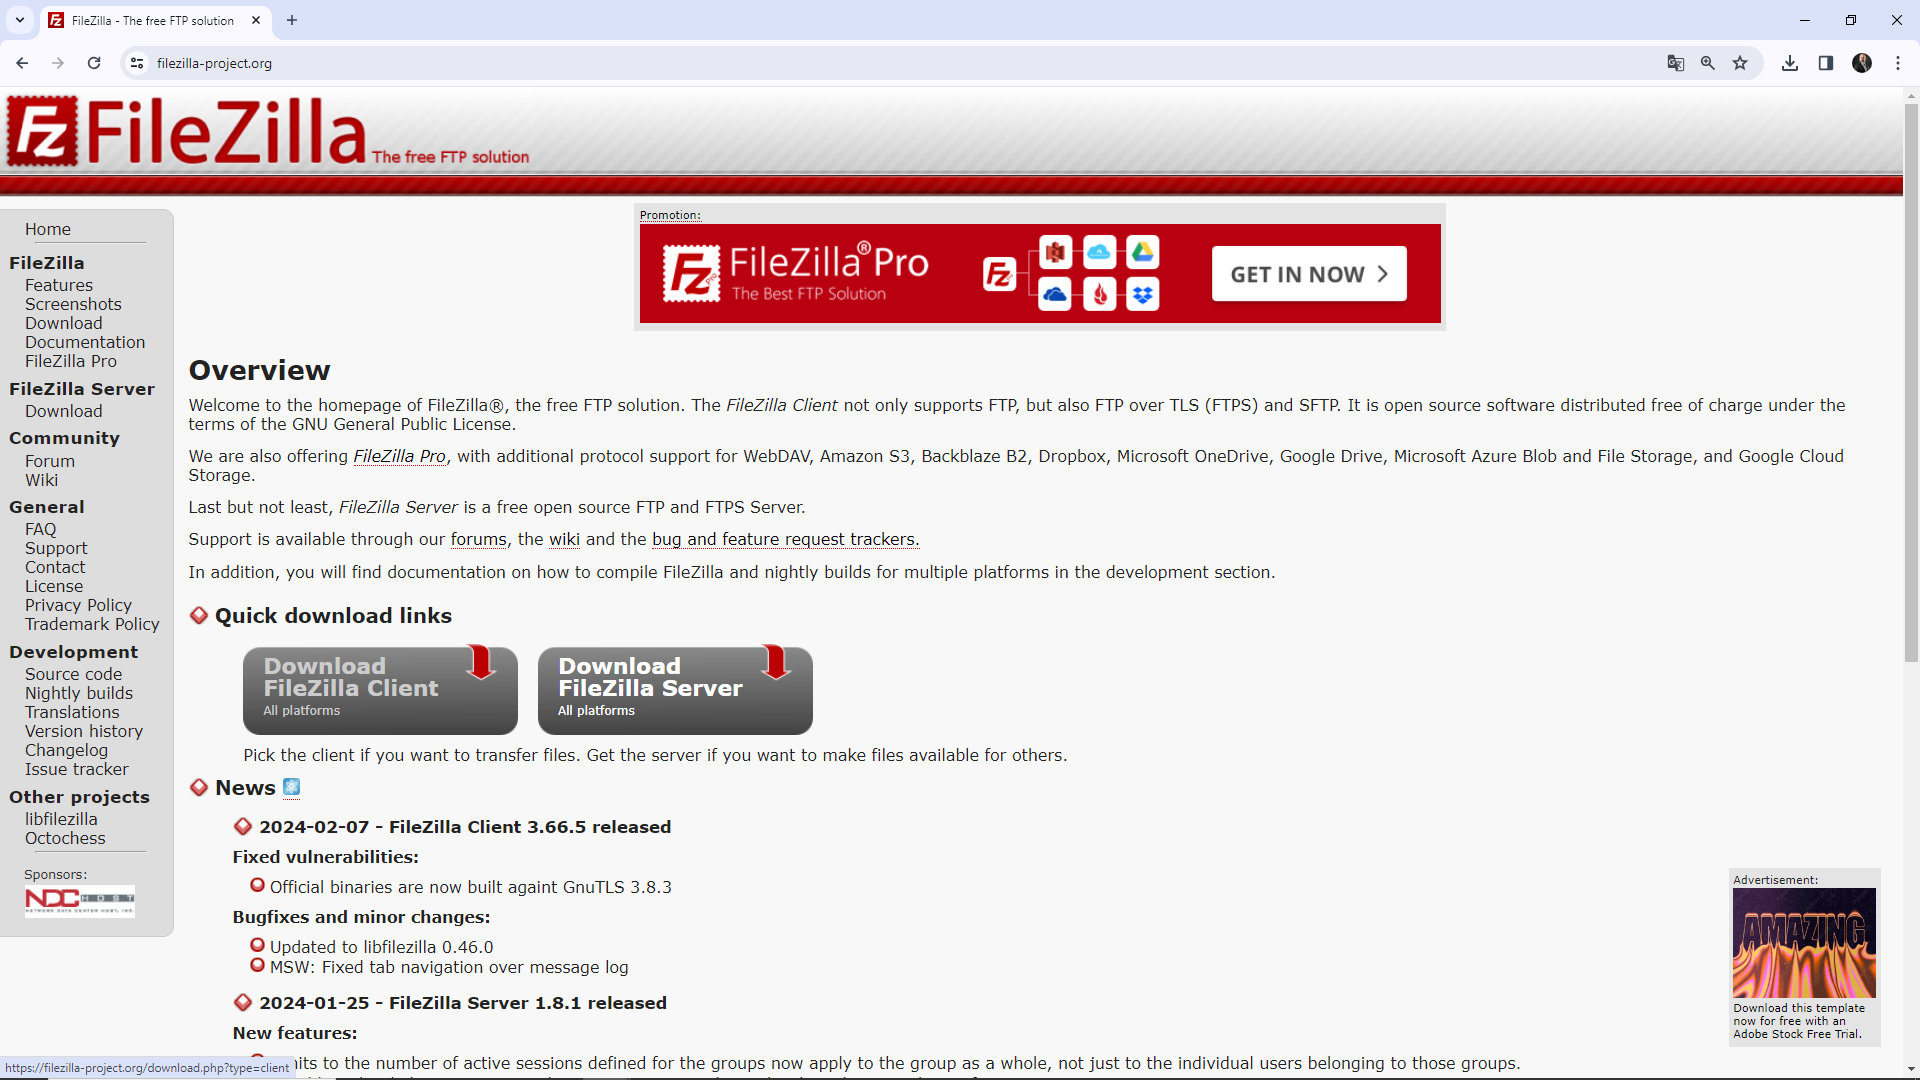 FileZilla - The free FTP solution
filezilla-project.org
Fz FileZilla The free FTP solution
Home
FileZilla
Features
Screenshots
Download
Documentation
FileZilla Pro
FileZilla Server
Download
Community
Forum
Wiki
General
FAQ
Support
Contact
License
Privacy Policy
Trademark Policy
Development
Source code
Nightly builds
Translations
Version history
Changelog
Issue tracker
Other projects
libfilezilla
Octochess
Sponsors:
NDC HOST
NETWORK DATA CENTER HOST, INC.
Promotion:
Fz Pro FileZilla® Pro
The Best FTP Solution
Fz
GET IN NOW
Overview
Welcome to the homepage of FileZilla®, the free FTP solution. The FileZilla Client not only supports FTP, but also FTP over TLS (FTPS) and SFTP. It is open source software distributed free of charge under the
terms of the GNU General Public License.
We are also offering FileZilla Pro, with additional protocol support for WebDAV, Amazon S3, Backblaze B2, Dropbox, Microsoft OneDrive, Google Drive, Microsoft Azure Blob and File Storage, and Google Cloud
Storage.
Last but not least, FileZilla Server is a free open source FTP and FTPS Server.
Support is available through our forums, the wiki and the bug and feature request trackers.
In addition, you will find documentation on how to compile FileZilla and nightly builds for multiple platforms in the development section.
Quick download links
Download
FileZilla Client
All platforms
Download
FileZilla Server
All platforms
Pick the client if you want to transfer files. Get the server if you want to make files available for others.
News
2024-02-07 - FileZilla Client 3.66.5 released
Fixed vulnerabilities:
Official binaries are now built againt GnuTLS 3.8.3
Bugfixes and minor changes:
Updated to libfilezilla 0.46.0
MSW: Fixed tab navigation over message log
2024-01-25 - FileZilla Server 1.8.1 released
New features:
to the number of active sessions defined for the groups now apply to the group as a whole, not just to the individual users belonging to those groups.
Advertisement:
AMAZING
Download this template
now for free with an
Adobe Stock Free Trial.
https://filezilla-project.org/download.php?type=client